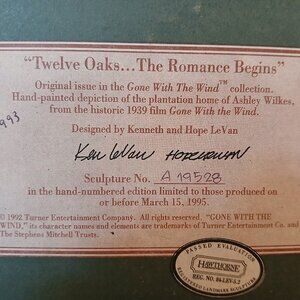 "Twelve Oaks...The Romance Begins"
Original issue in the Gone With The Wind™ collection.
Hand-painted depiction of the plantation home of Ashley Wilkes,
from the historic 1939 film Gone with the Wind.
Designed by Kenneth and Hope LeVan
Ken LeVan
Sculpture No. A 19528
in the hand-numbered edition limited to those produced on
or before March 15, 1995.
© 1992 Turner Entertainment Company. All rights reserved. "GONE WITH THE
WIND," its character names and elements are trademarks of Turner Entertainment Co. and
The Stephens Mitchell Trusts.
PASSED EVALUATION
HAWTHORNE
REGISTERED LANDMARK SCULPTURE